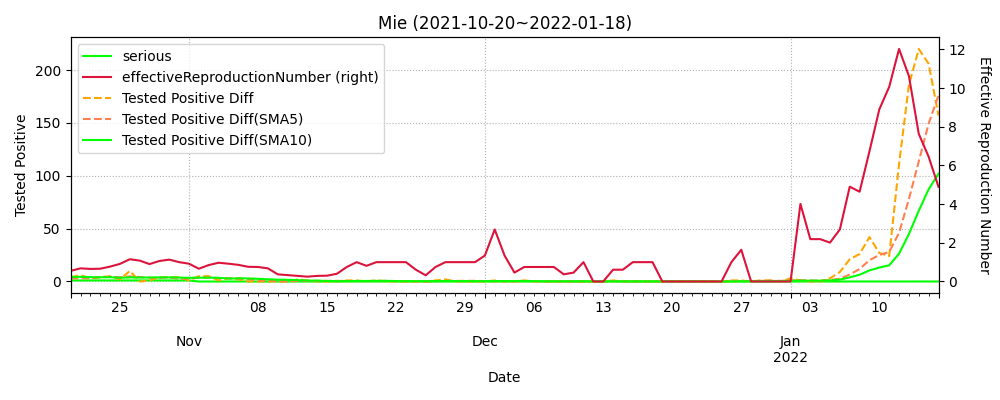 Mie (2021-10-20~2022-01-18)
serious
effectiveReproductionNumber (right)
Tested Positive Diff
Tested Positive Diff(SMA5)
Tested Positive Diff(SMA10)
Tested Positive
200
150
100
50
0
Effective Reproduction Number
12
10
8
6
4
2
0
25 08 15 22 29 06 13 20 27 03 10
Nov Dec Jan
2022
Date